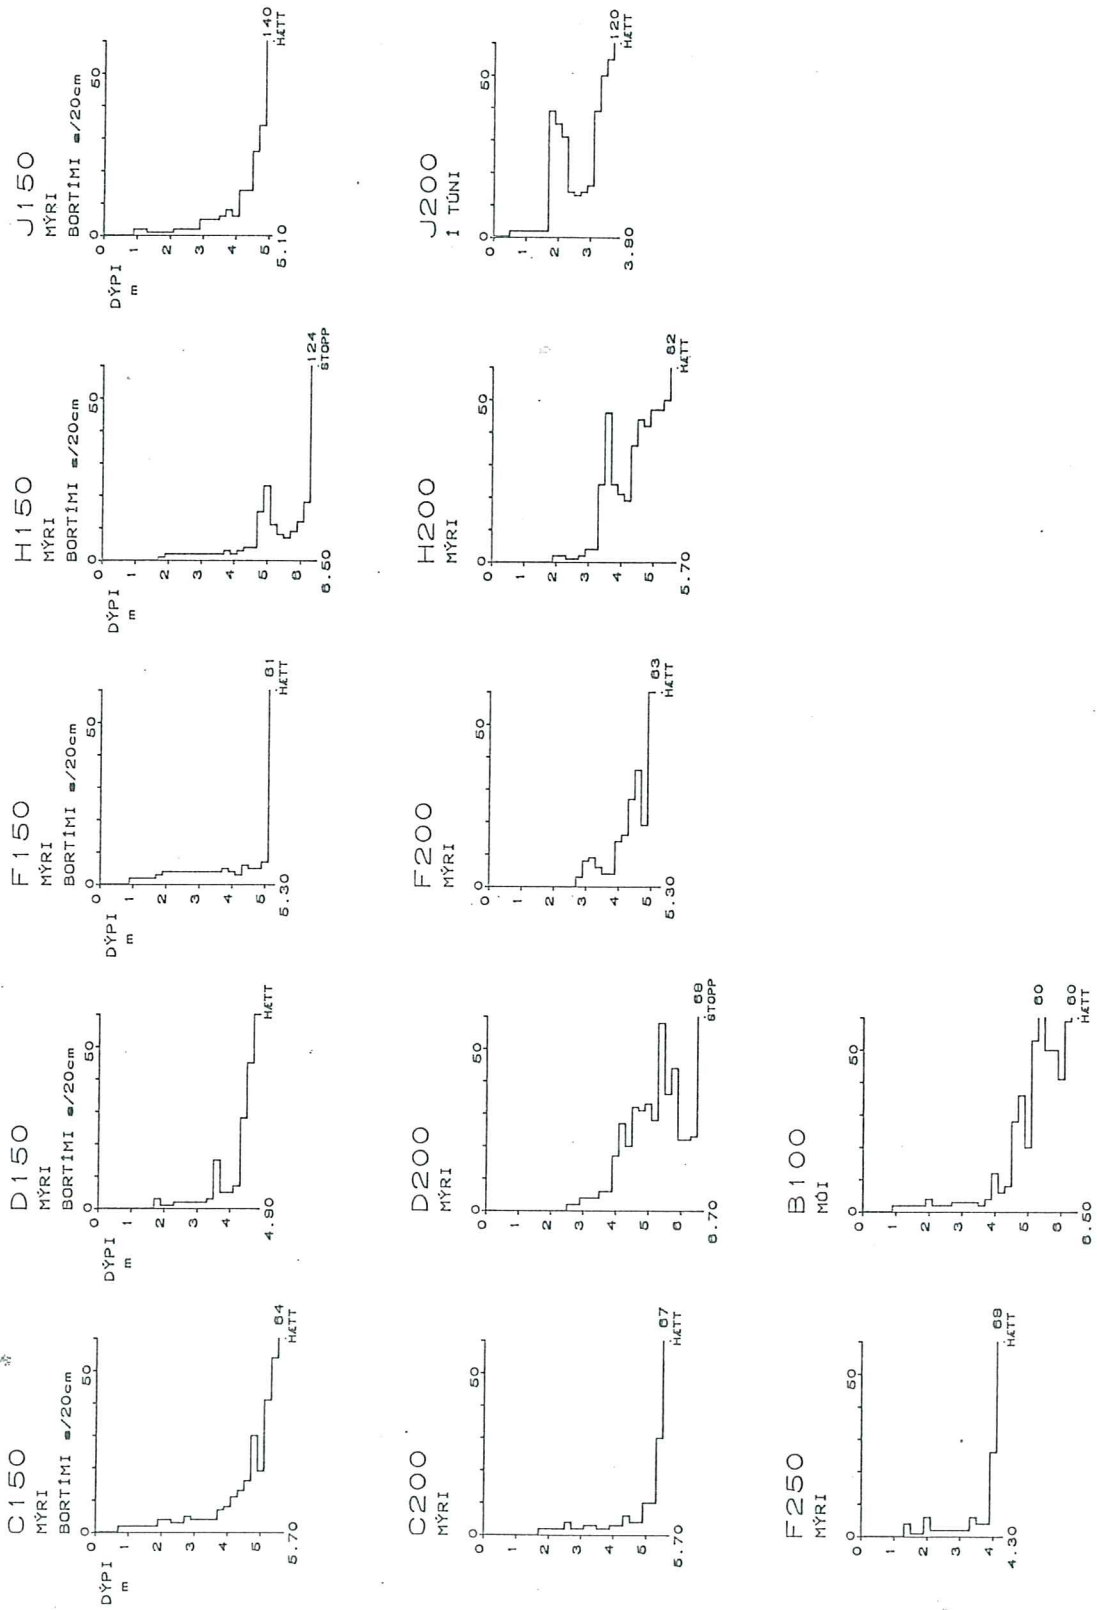 C150
MÝRI
BORTÍMI s/20cm
DÝPI
m
0 50
0 1 2 3 4 5
5.70
64
HÆTT
D150
MÝRI
BORTÍMI s/20cm
DÝPI
m
0 50
0 1 2 3 4
4.90
HÆTT
F150
MÝRI
BORTÍMI s/20cm
DÝPI
m
0 50
0 1 2 3 4 5
5.30
61
HÆTT
H150
MÝRI
BORTÍMI s/20cm
DÝPI
m
0 50
0 1 2 3 4 5 6
6.50
124
STOPP
J150
MÝRI
BORTÍMI s/20cm
DÝPI
m
0 50
0 1 2 3 4 5
5.10
140
HÆTT
C200
MÝRI
0 50
0 1 2 3 4 5
5.70
67
HÆTT
D200
MÝRI
0 50
0 1 2 3 4 5 6
6.70
68
STOPP
F200
MÝRI
0 50
0 1 2 3 4 5
5.30
63
HÆTT
H200
MÝRI
0 50
0 1 2 3 4 5
5.70
82
HÆTT
J200
Í TÚNI
0 50
0 1 2 3
3.80
120
HÆTT
F250
MÝRI
0 50
0 1 2 3 4
4.30
68
HÆTT
B100
MÓI
0 50
0 1 2 3 4 5 6
6.50
60
60
HÆTT